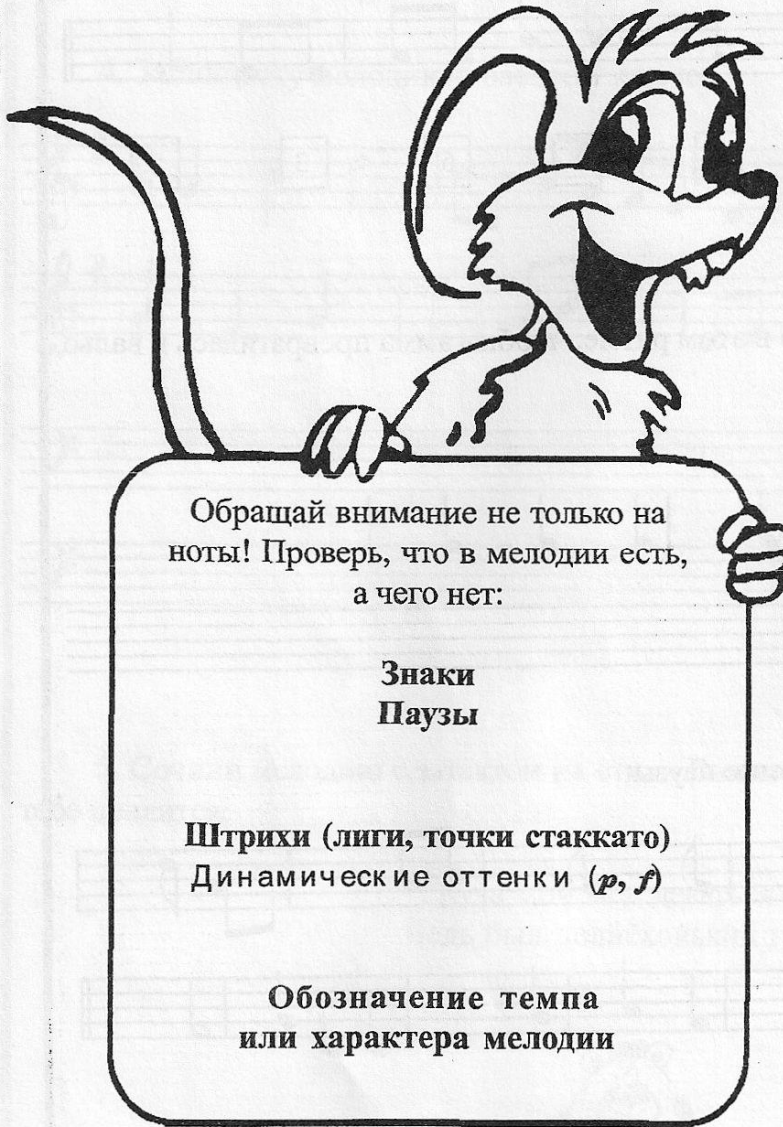 Обращай внимание не только на
ноты! Проверь, что в мелодии есть,
а чего нет:
Знаки
Паузы
Штрихи (лиги, точки стаккато)
Динамические оттенки (p, f)
Обозначение темпа
или характера мелодии